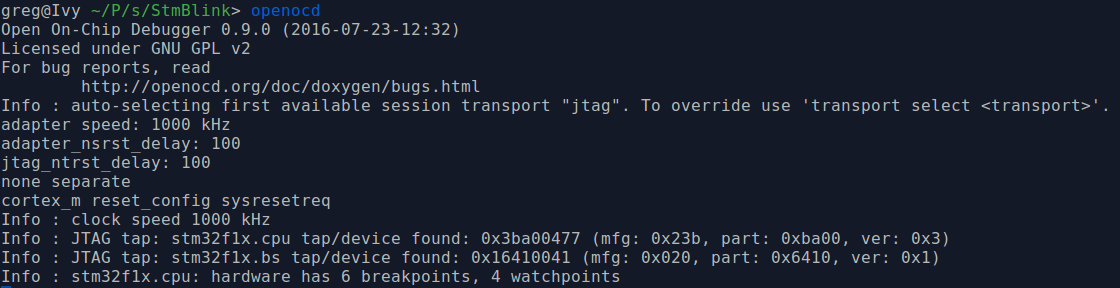 greg@Ivy ~/P/s/StmBlink> openocd
Open On-Chip Debugger 0.9.0 (2016-07-23-12:32)
Licensed under GNU GPL v2
For bug reports, read
        http://openocd.org/doc/doxygen/bugs.html
Info : auto-selecting first available session transport "jtag". To override use 'transport select <transport>'.
adapter speed: 1000 kHz
adapter_nsrst_delay: 100
jtag_ntrst_delay: 100
none separate
cortex_m reset_config sysresetreq
Info : clock speed 1000 kHz
Info : JTAG tap: stm32f1x.cpu tap/device found: 0x3ba00477 (mfg: 0x23b, part: 0xba00, ver: 0x3)
Info : JTAG tap: stm32f1x.bs tap/device found: 0x16410041 (mfg: 0x020, part: 0x6410, ver: 0x1)
Info : stm32f1x.cpu: hardware has 6 breakpoints, 4 watchpoints